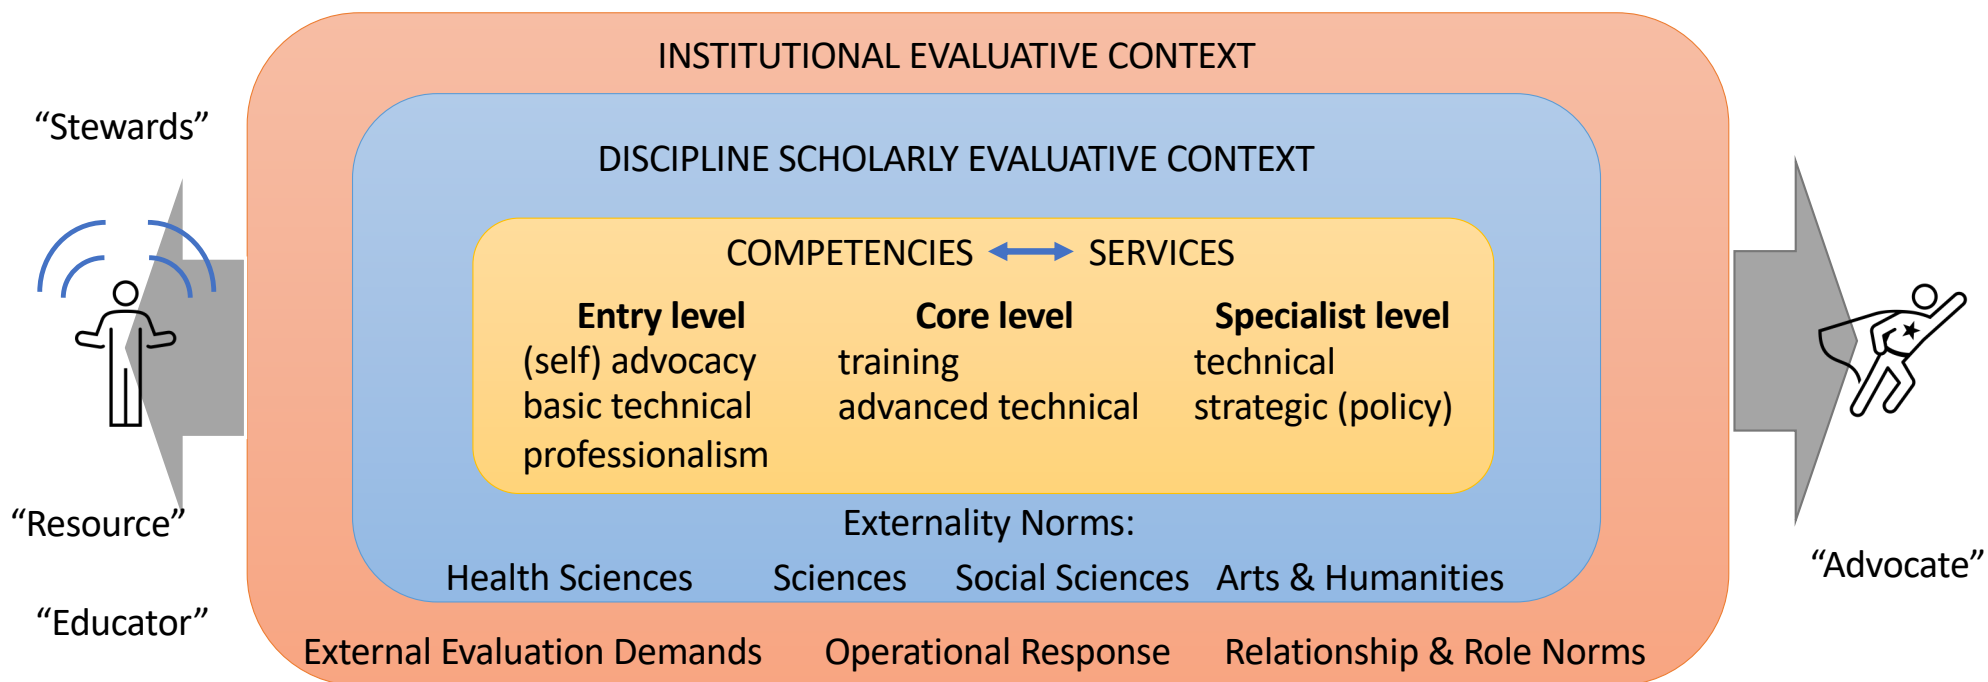 INSTITUTIONAL EVALUATIVE CONTEXT
“Stewards”
DISCIPLINE SCHOLARLY EVALUATIVE CONTEXT
COMPETENCIES SERVICES
Entry level
(self) advocacy
basic technical
professionalism
Core level
training
advanced technical
Specialist level
technical
strategic (policy)
“Resource”
Externality Norms:
Health Sciences Sciences Social Sciences Arts & Humanities
“Advocate”
“Educator”
External Evaluation Demands Operational Response Relationship & Role Norms